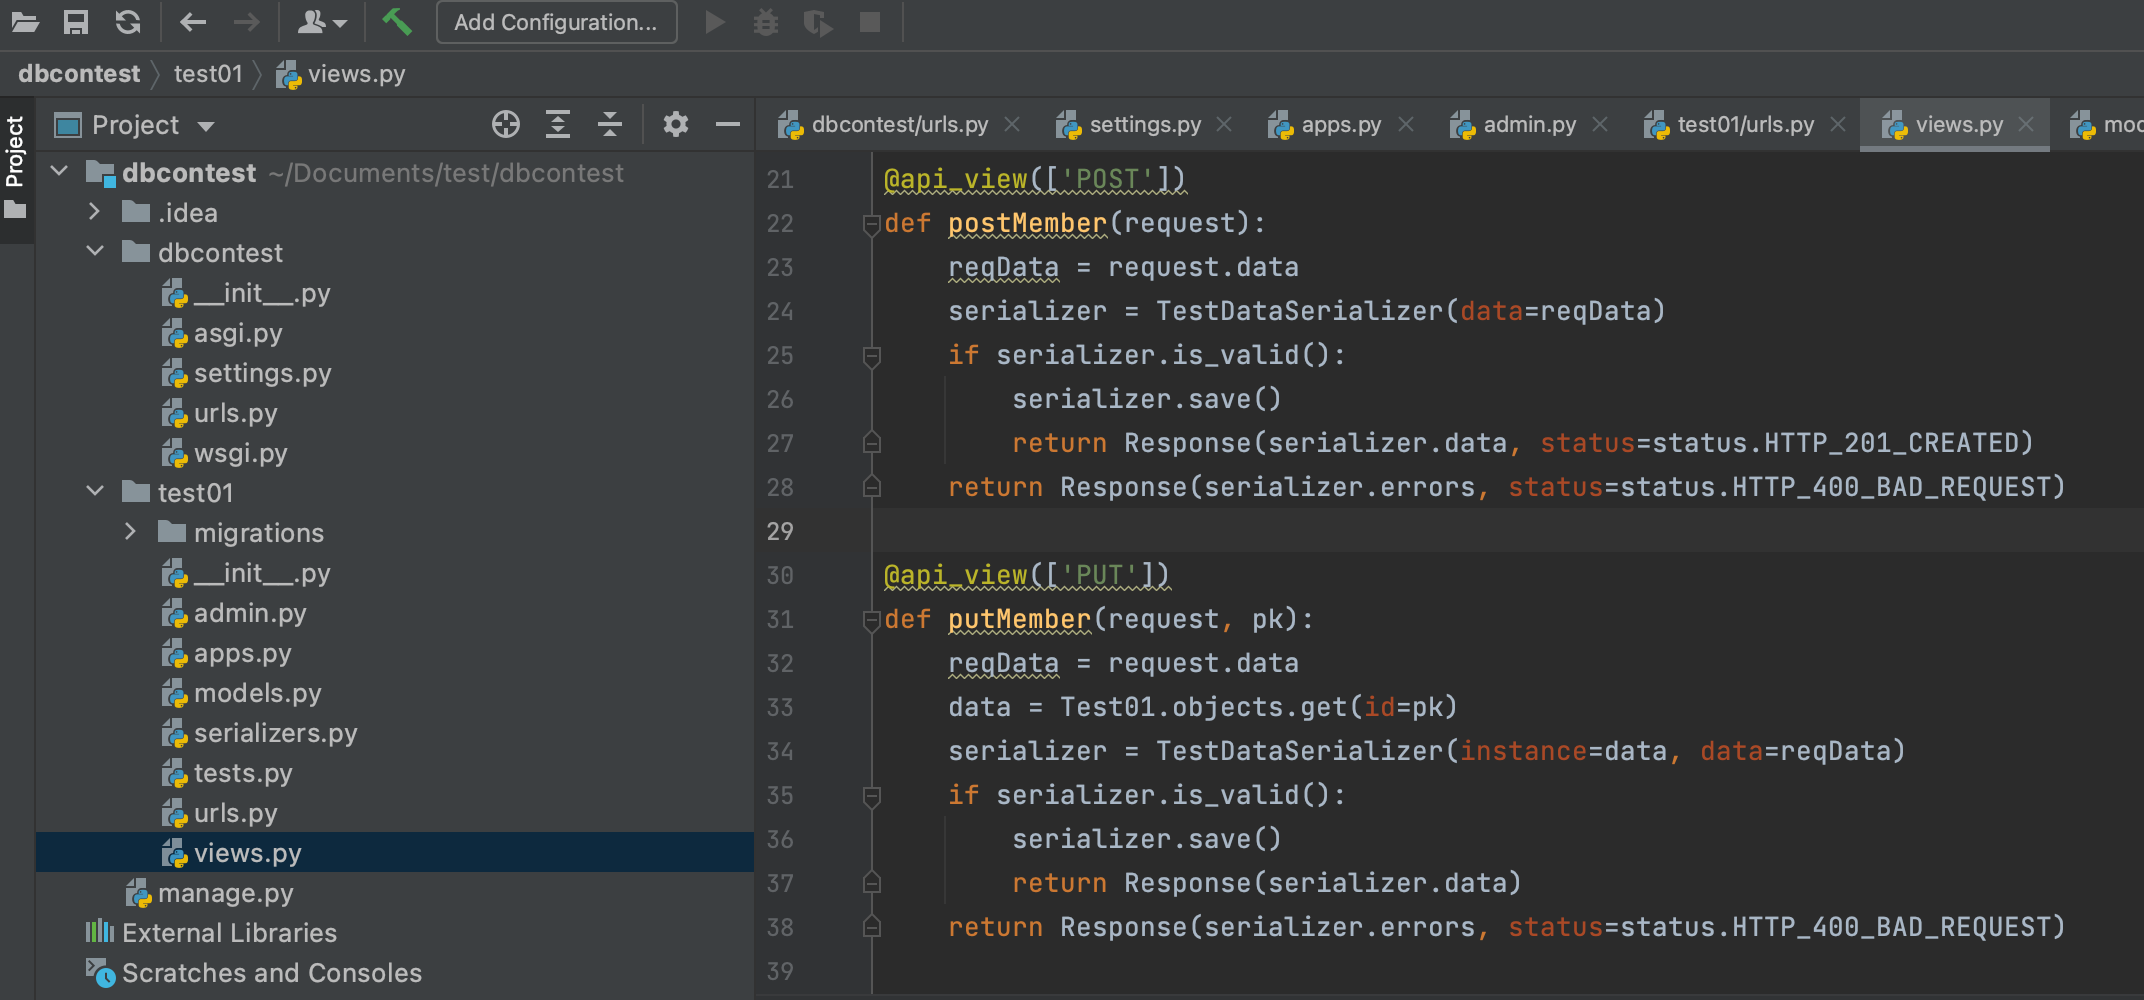 Add Configuration...
dbcontest test01 views.py
Project
Project
dbcontest/urls.py settings.py apps.py admin.py test01/urls.py views.py
dbcontest ~/Documents/test/dbcontest
.idea
dbcontest
__init__.py
asgi.py
settings.py
urls.py
wsgi.py
test01
migrations
__init__.py
admin.py
apps.py
models.py
serializers.py
tests.py
urls.py
views.py
manage.py
External Libraries
Scratches and Consoles
21 @api_view(['POST'])
22 def postMember(request):
23 reqData = request.data
24 serializer = TestDataSerializer(data=reqData)
25 if serializer.is_valid():
26 serializer.save()
27 return Response(serializer.data, status=status.HTTP_201_CREATED)
28 return Response(serializer.errors, status=status.HTTP_400_BAD_REQUEST)
29
30 @api_view(['PUT'])
31 def putMember(request, pk):
32 reqData = request.data
33 data = Test01.objects.get(id=pk)
34 serializer = TestDataSerializer(instance=data, data=reqData)
35 if serializer.is_valid():
36 serializer.save()
37 return Response(serializer.data)
38 return Response(serializer.errors, status=status.HTTP_400_BAD_REQUEST)
39